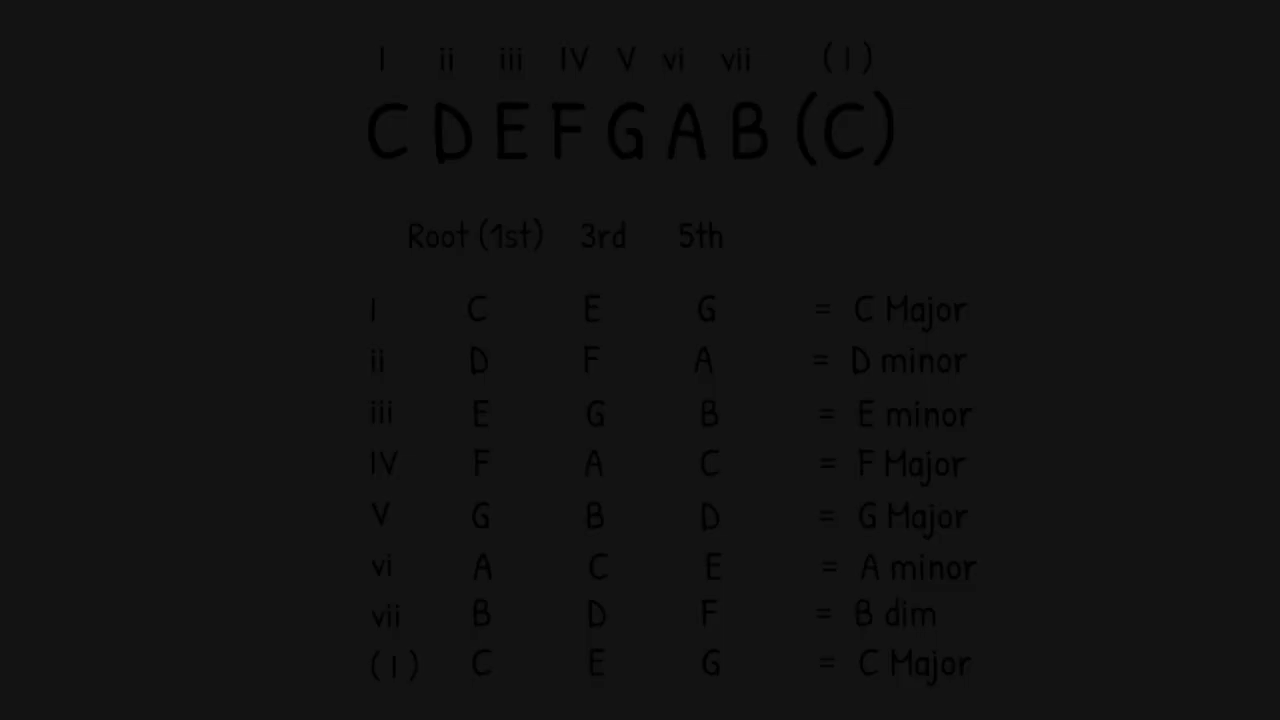 I ii iii IV V vi vii (I)
C D E F G A B (C)
Root (1st) 3rd 5th
I C E G = C Major
ii D F A = D minor
iii E G B = E minor
IV F A C = F Major
V G B D = G Major
vi A C E = A minor
vii B D F = B dim
(I) C E G = C Major